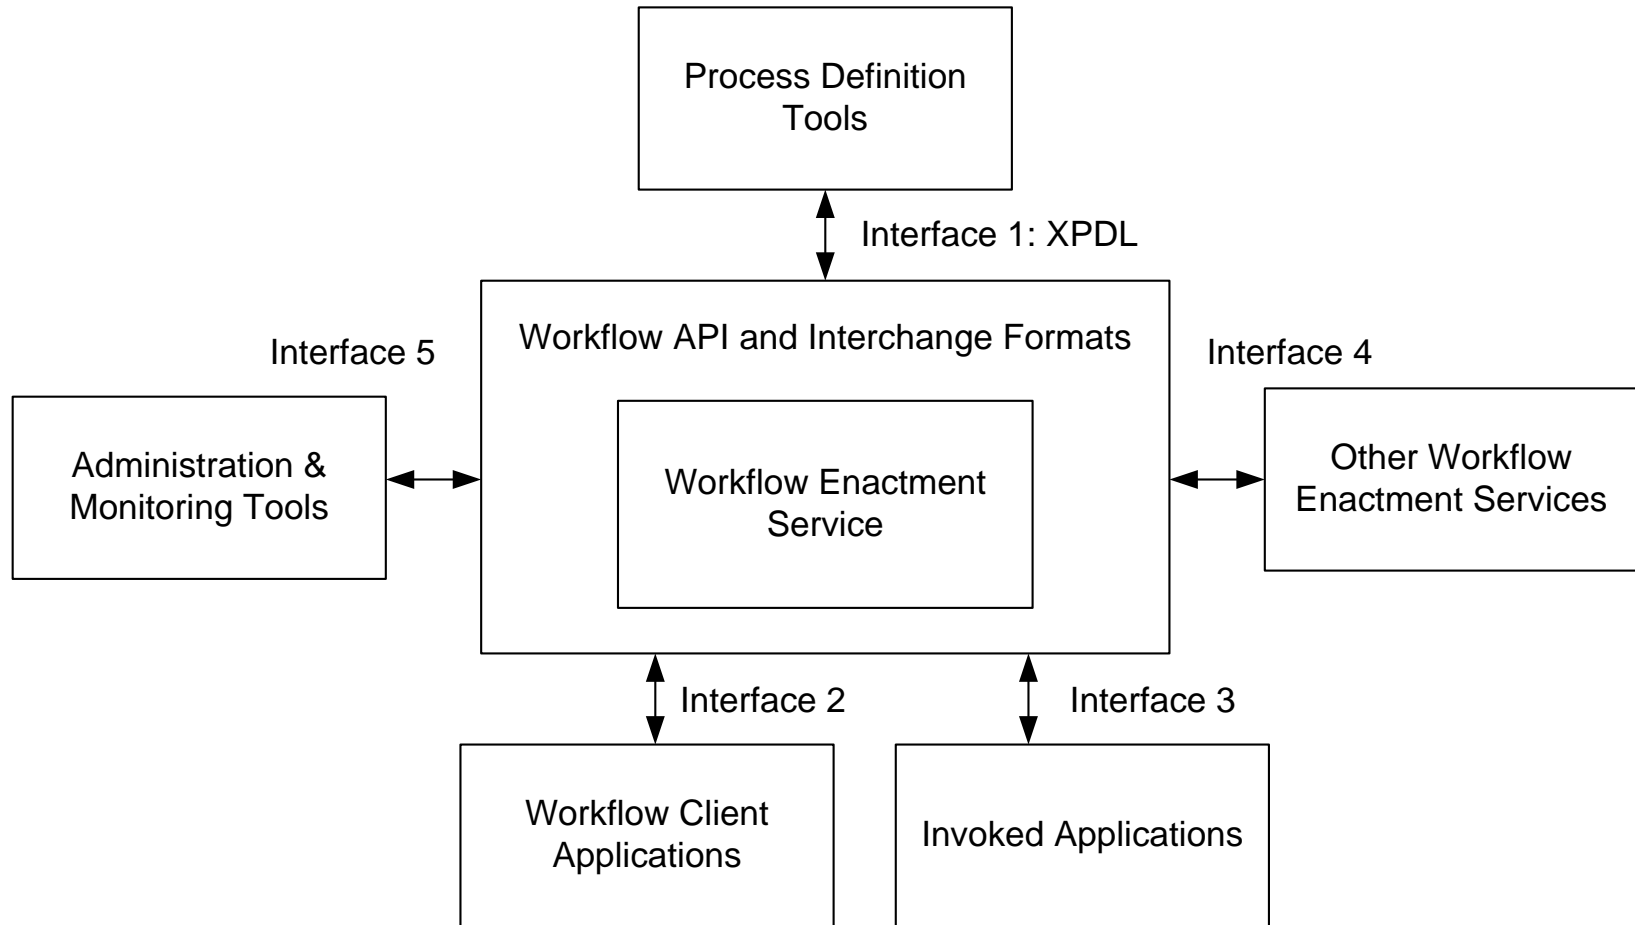 Process Definition
Tools
Interface 1: XPDL
Workflow API and Interchange Formats
Interface 5
Interface 4
Administration &
Monitoring Tools
Workflow Enactment
Service
Other Workflow
Enactment Services
Interface 2
Interface 3
Workflow Client
Applications
Invoked Applications